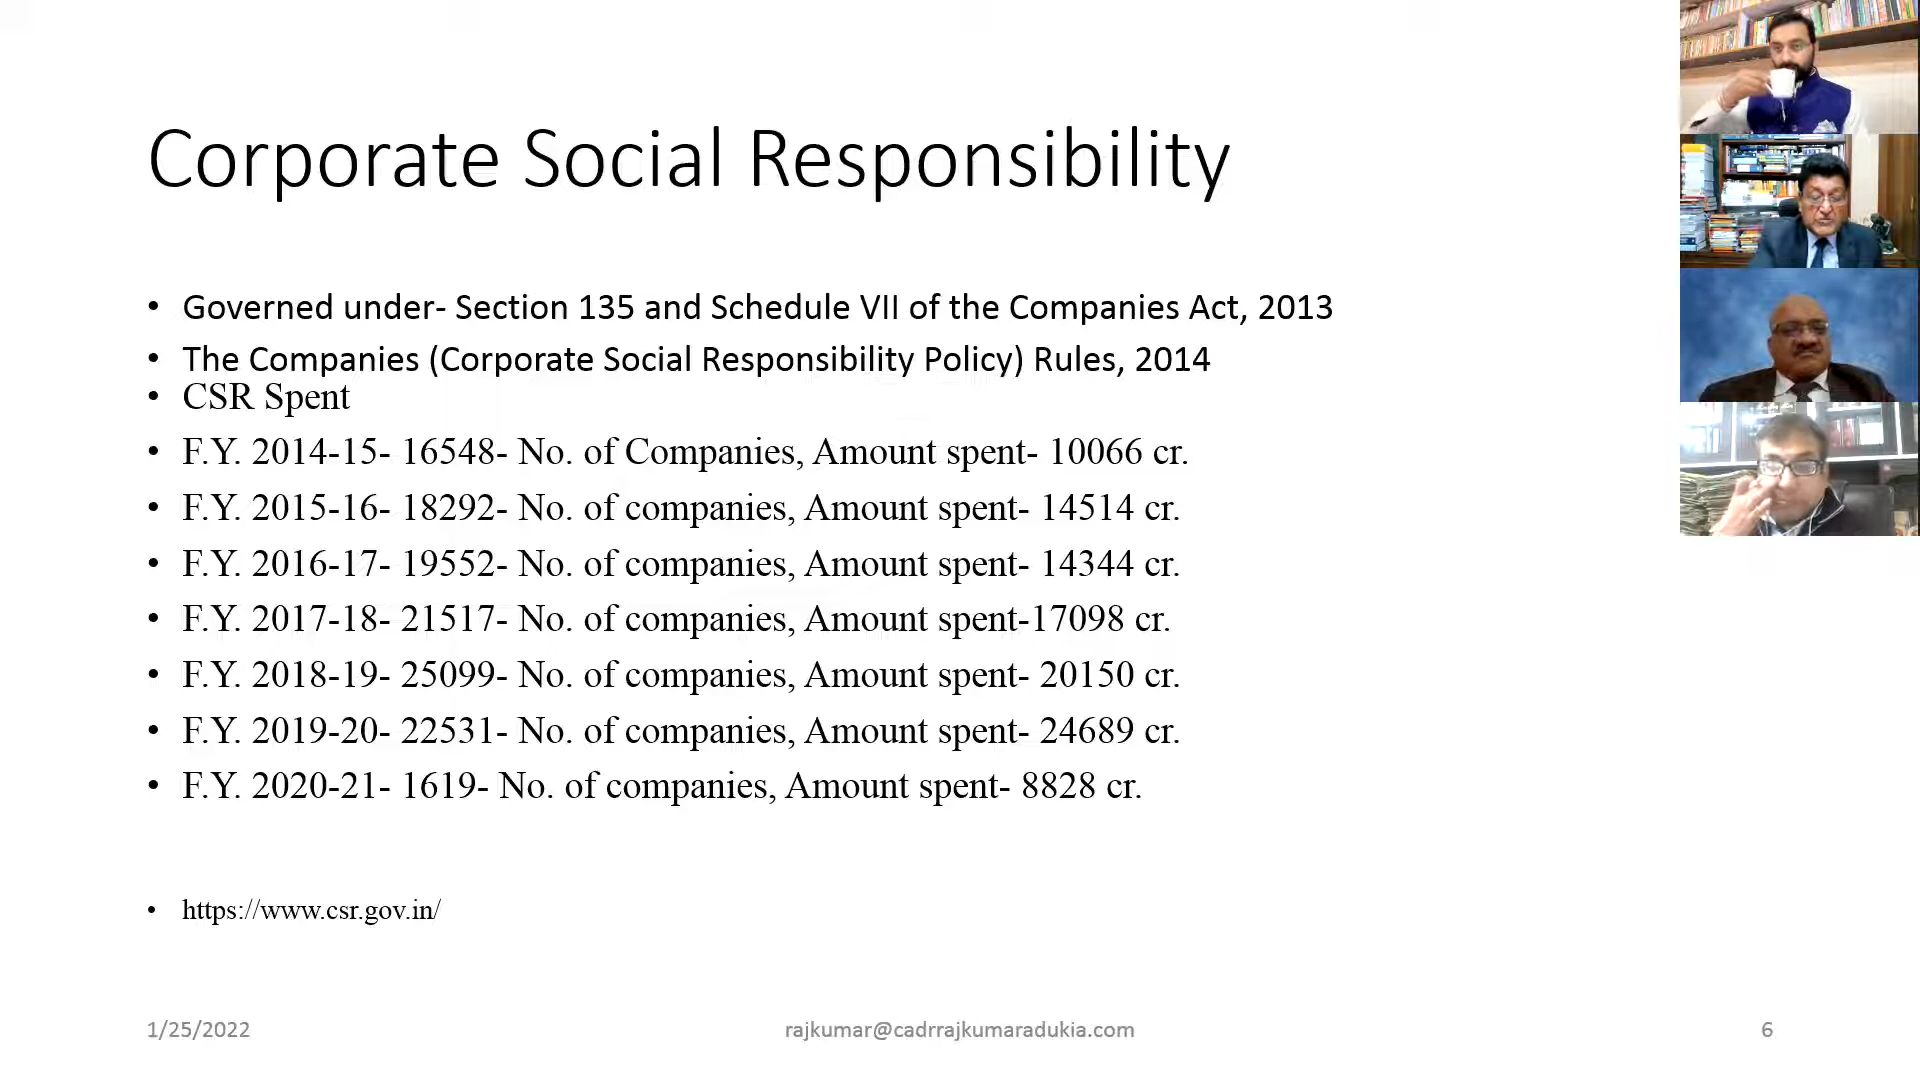 Corporate Social Responsibility
• Governed under- Section 135 and Schedule VII of the Companies Act, 2013
• The Companies (Corporate Social Responsibility Policy) Rules, 2014
• CSR Spent
• F.Y. 2014-15- 16548- No. of Companies, Amount spent- 10066 cr.
• F.Y. 2015-16- 18292- No. of companies, Amount spent- 14514 cr.
• F.Y. 2016-17- 19552- No. of companies, Amount spent- 14344 cr.
• F.Y. 2017-18- 21517- No. of companies, Amount spent-17098 cr.
• F.Y. 2018-19- 25099- No. of companies, Amount spent- 20150 cr.
• F.Y. 2019-20- 22531- No. of companies, Amount spent- 24689 cr.
• F.Y. 2020-21- 1619- No. of companies, Amount spent- 8828 cr.
• https://www.csr.gov.in/
1/25/2022
rajkumar@cadrrajkumaradukia.com
6